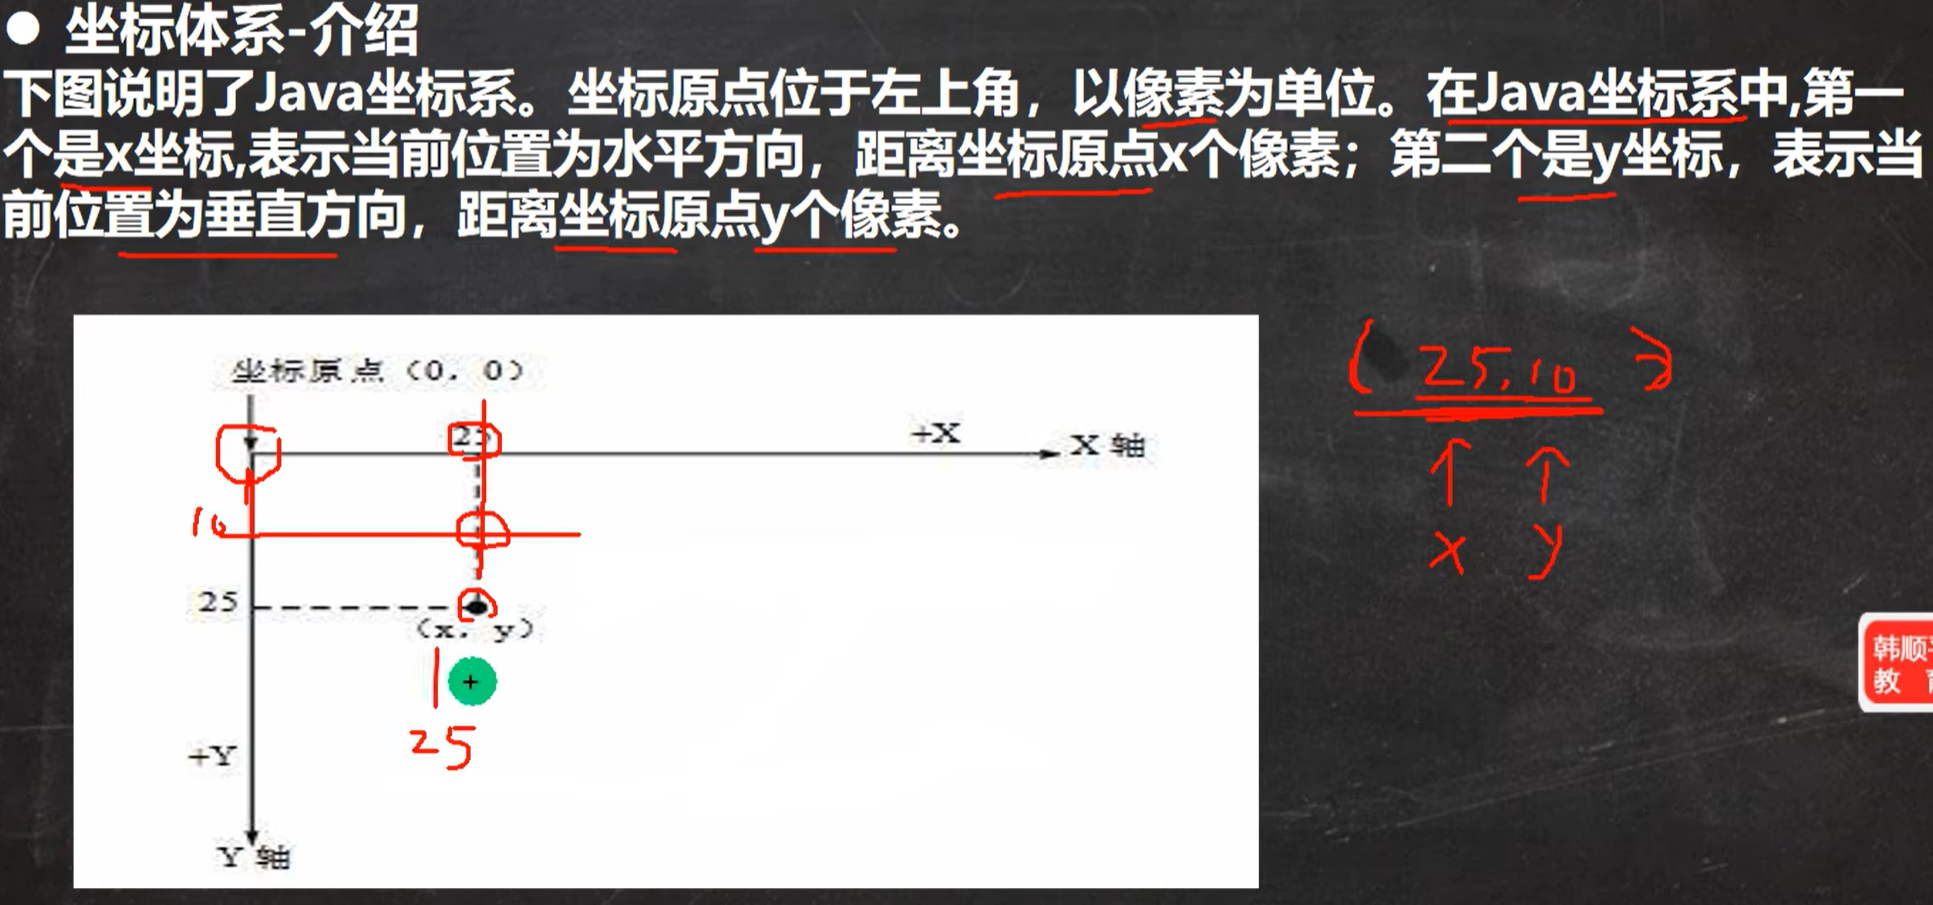 ● 坐标体系-介绍
下图说明了Java坐标系。坐标原点位于左上角，以像素为单位。在Java坐标系中,第一
个是x坐标,表示当前位置为水平方向，距离坐标原点x个像素；第二个是y坐标，表示当
前位置为垂直方向，距离坐标原点y个像素。
坐标原点（0，0）
(25,10)
25
+X
X 轴
x y
10
25
（x，y）
25
+Y
Y 轴
韩顺
教